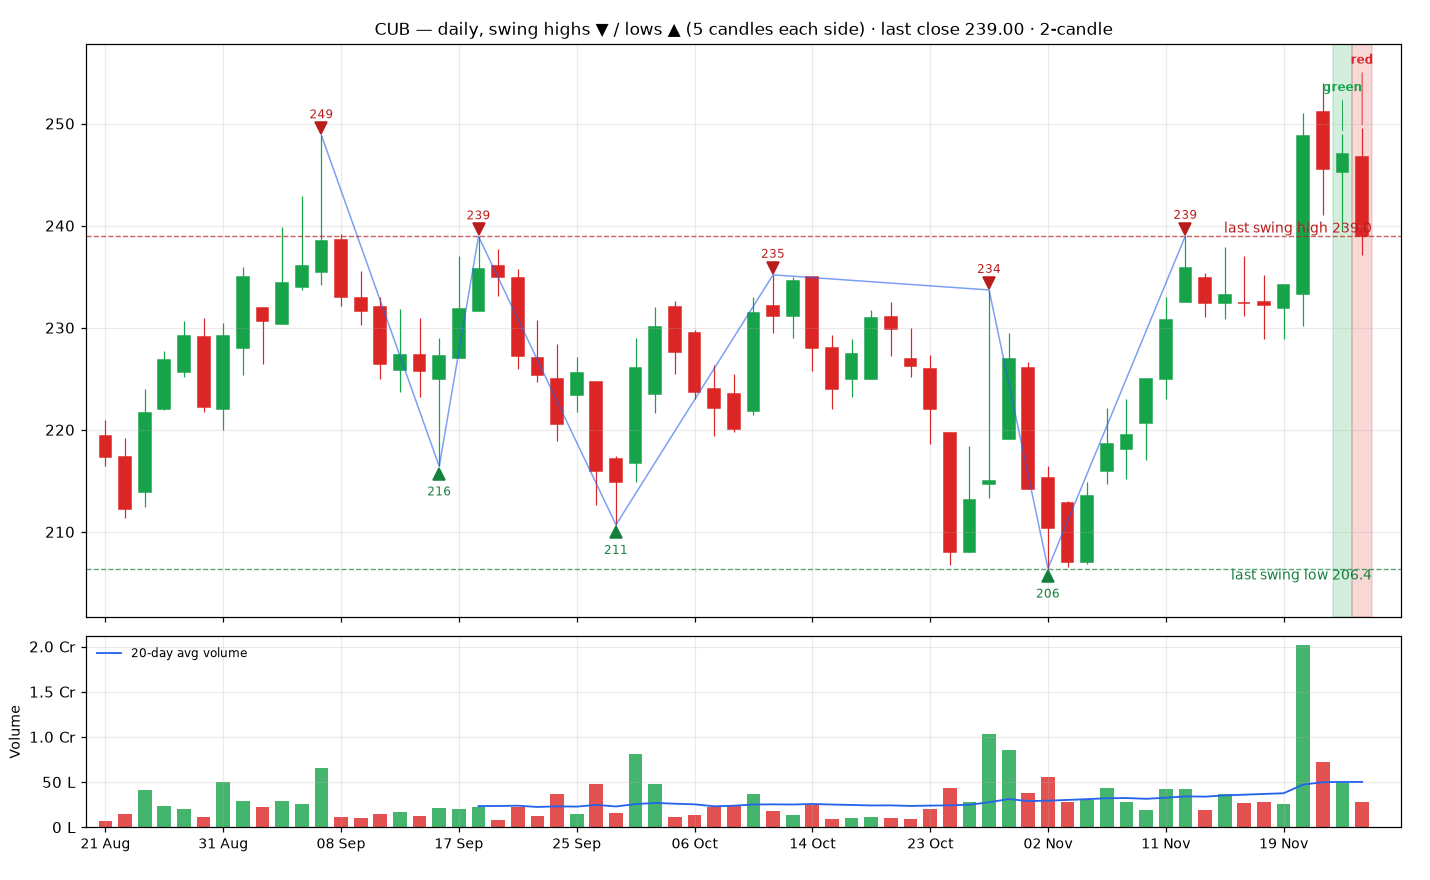 CUB — daily, swing highs ▼ / lows ▲ (5 candles each side) · last close 239.00 · 2-candle
red
green
249
250
239
239
240
last swing high 239.0
235
234
230
220
216
211
210
last swing low 206.4
206
2.0 Cr
20-day avg volume
1.5 Cr
Volume
1.0 Cr
50 L
0 L
21 Aug
31 Aug
08 Sep
17 Sep
25 Sep
06 Oct
14 Oct
23 Oct
02 Nov
11 Nov
19 Nov